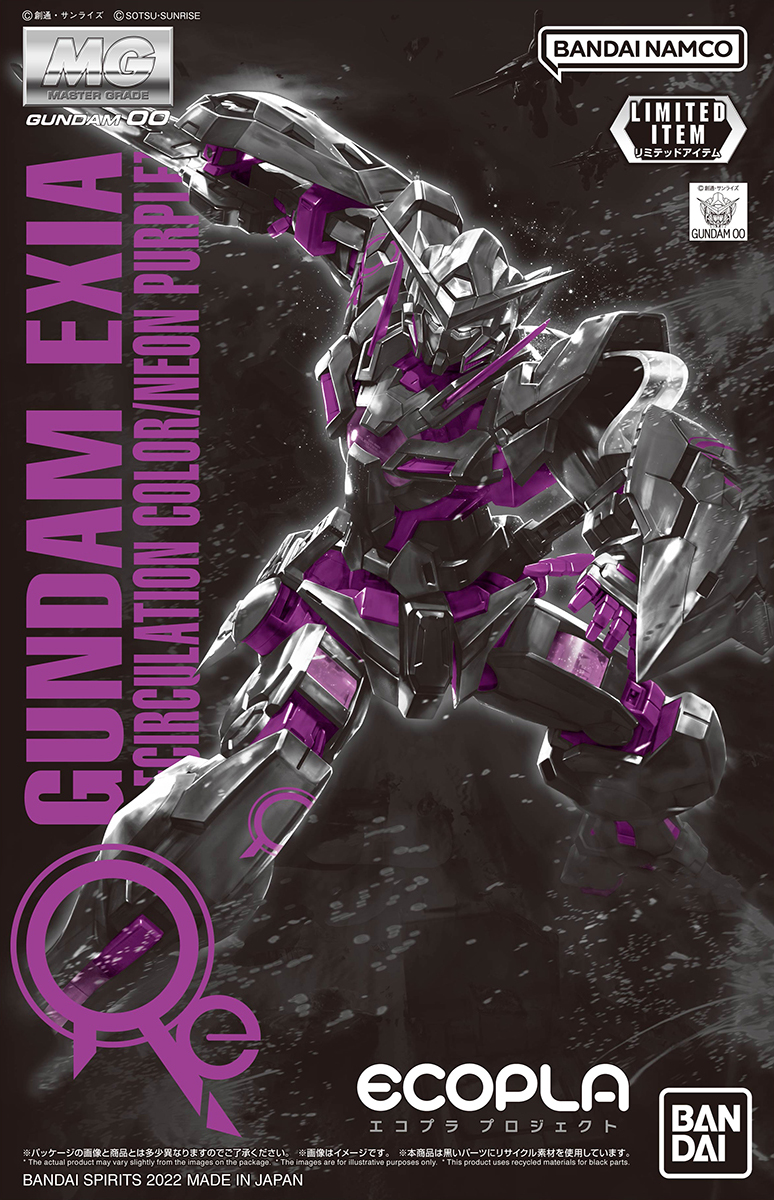 ©創通・サンライズ ©SOTSU・SUNRISE
MG
MASTER GRADE
GUNDAM 00
BANDAI NAMCO
LIMITED
ITEM
リミテッドアイテム
©創通・サンライズ
GUNDAM 00
GUNDAM EXIA
ECIRCULATION COLOR/NEON PURPLE
e
ECOPLA
エコプラ プロジェクト
BAN
DAI
※パッケージの画像と商品とは多少異なりますのでご了承ください。 ※画像はイメージです。 ※本商品は黒いパーツにリサイクル素材を使用しています。
* The actual product may vary slightly from the images on the package. * The images are for illustrative purposes only. * This product uses recycled materials for black parts.
BANDAI SPIRITS 2022 MADE IN JAPAN